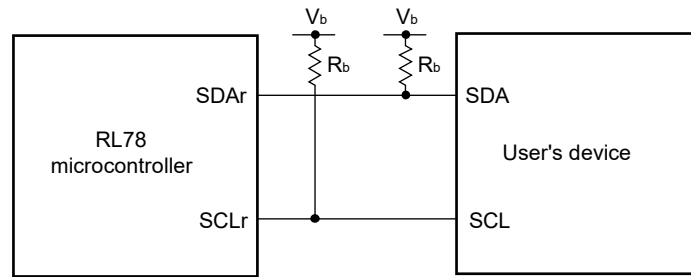 Vb Vb
Rb Rb
SDAr SDA
RL78
microcontroller
User's device
SCLr SCL